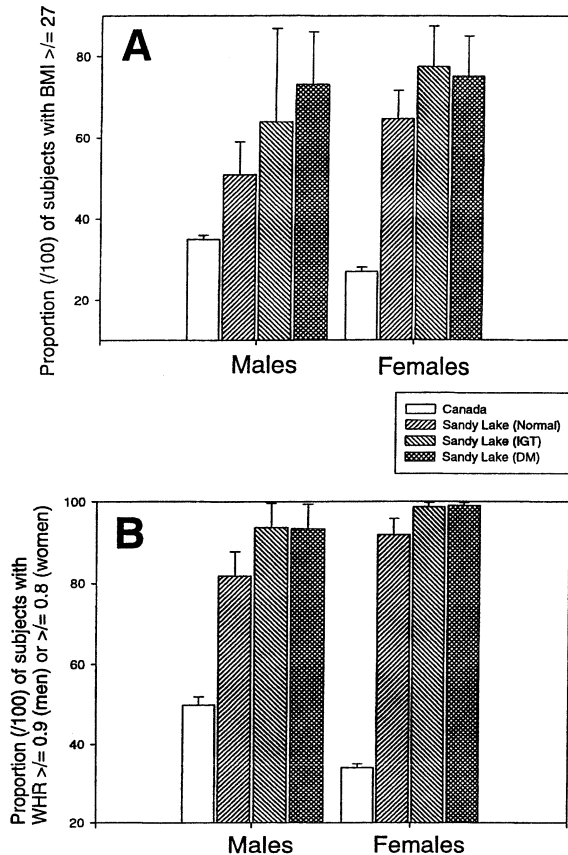 A
Proportion (/100) of subjects with BMI >/= 27
80
60
40
20
Males Females
Canada
Sandy Lake (Normal)
Sandy Lake (IGT)
Sandy Lake (DM)
B
Proportion (/100) of subjects with
WHR >/= 0.9 (men) or >/= 0.8 (women)
100
80
60
40
20
Males Females